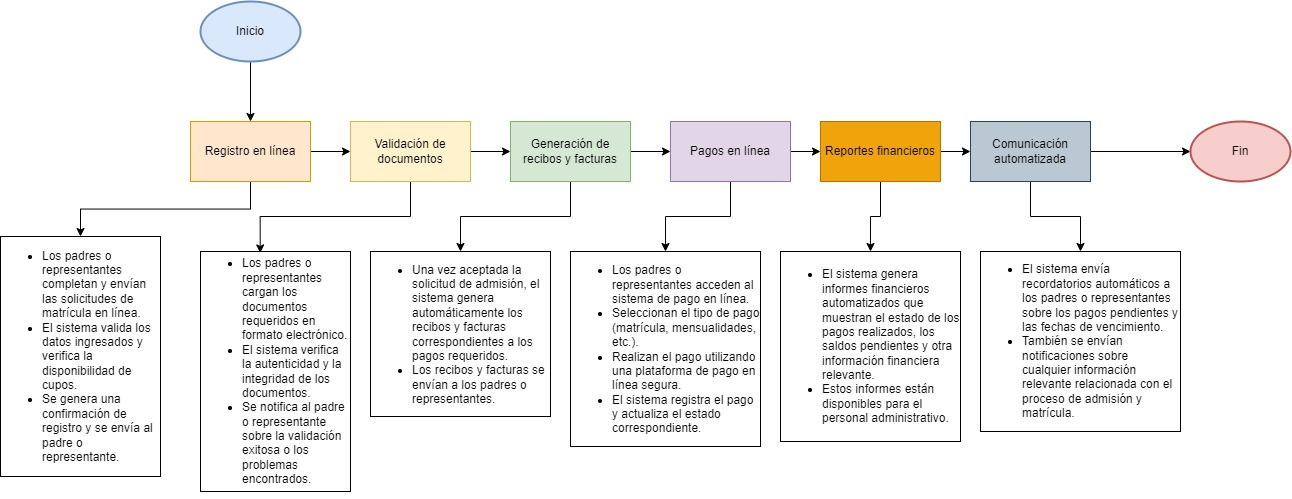 Inicio
Registro en línea
Validación de
documentos
Generación de
recibos y facturas
Pagos en línea
Reportes financieros
Comunicación
automatizada
Fin
• Los padres o
representantes
completan y envían
las solicitudes de
matrícula en línea.
• El sistema valida los
datos ingresados y
verifica la
disponibilidad de
cupos.
• Se genera una
confirmación de
registro y se envía al
padre o
representante.
• Los padres o
representantes
cargan los
documentos
requeridos en
formato electrónico.
• El sistema verifica
la autenticidad y la
integridad de los
documentos.
• Se notifica al padre
o representante
sobre la validación
exitosa o los
problemas
encontrados.
• Una vez aceptada la
solicitud de admisión, el
sistema genera
automáticamente los
recibos y facturas
correspondientes a los
pagos requeridos.
• Los recibos y facturas se
envían a los padres o
representantes.
• Los padres o
representantes acceden al
sistema de pago en línea.
• Seleccionan el tipo de pago
(matrícula, mensualidades,
etc.).
• Realizan el pago utilizando
una plataforma de pago en
línea segura.
• El sistema registra el pago
y actualiza el estado
correspondiente.
• El sistema genera
informes financieros
automatizados que
muestran el estado de los
pagos realizados, los
saldos pendientes y otra
información financiera
relevante.
• Estos informes están
disponibles para el
personal administrativo.
• El sistema envía
recordatorios automáticos a
los padres o representantes
sobre los pagos pendientes y
las fechas de vencimiento.
• También se envían
notificaciones sobre
cualquier información
relevante relacionada con el
proceso de admisión y
matrícula.